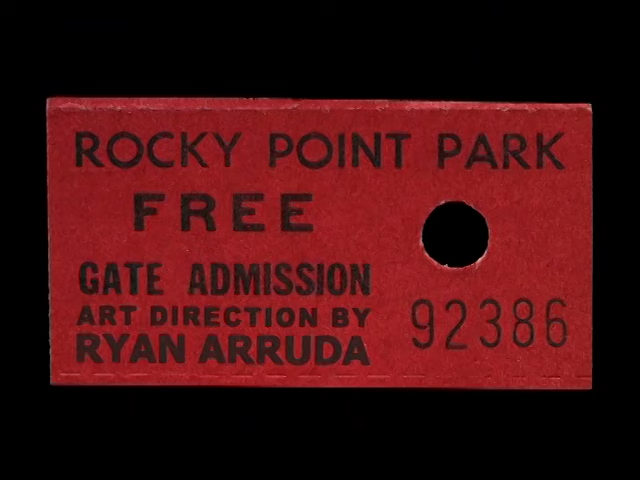 ROCKY POINT PARK
FREE
GATE ADMISSION
ART DIRECTION BY
RYAN ARRUDA
92386